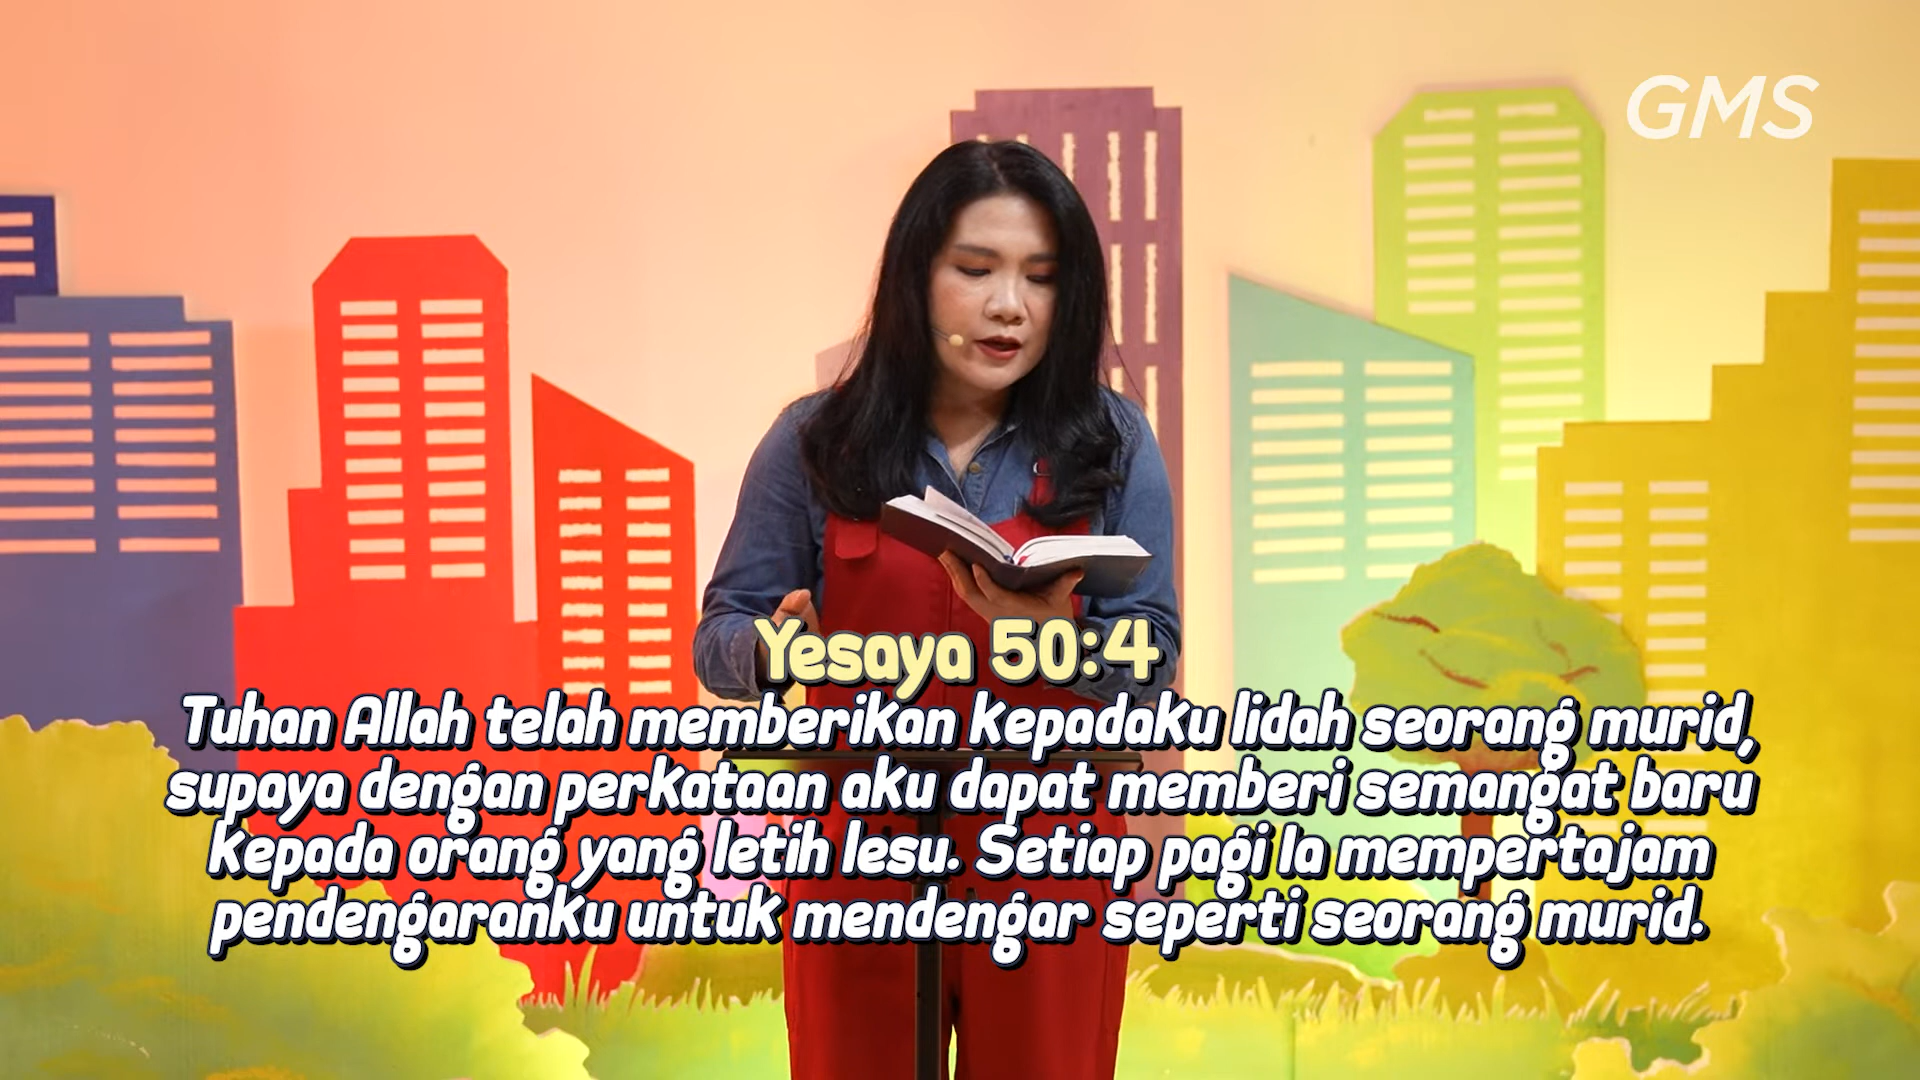 GMS
Yesaya 50:4
Tuhan Allah telah memberikan kepadaku lidah seorang murid,
supaya dengan perkataan aku dapat memberi semangat baru
kepada orang yang letih lesu. Setiap pagi Ia mempertajam
pendengaranku untuk mendengar seperti seorang murid.